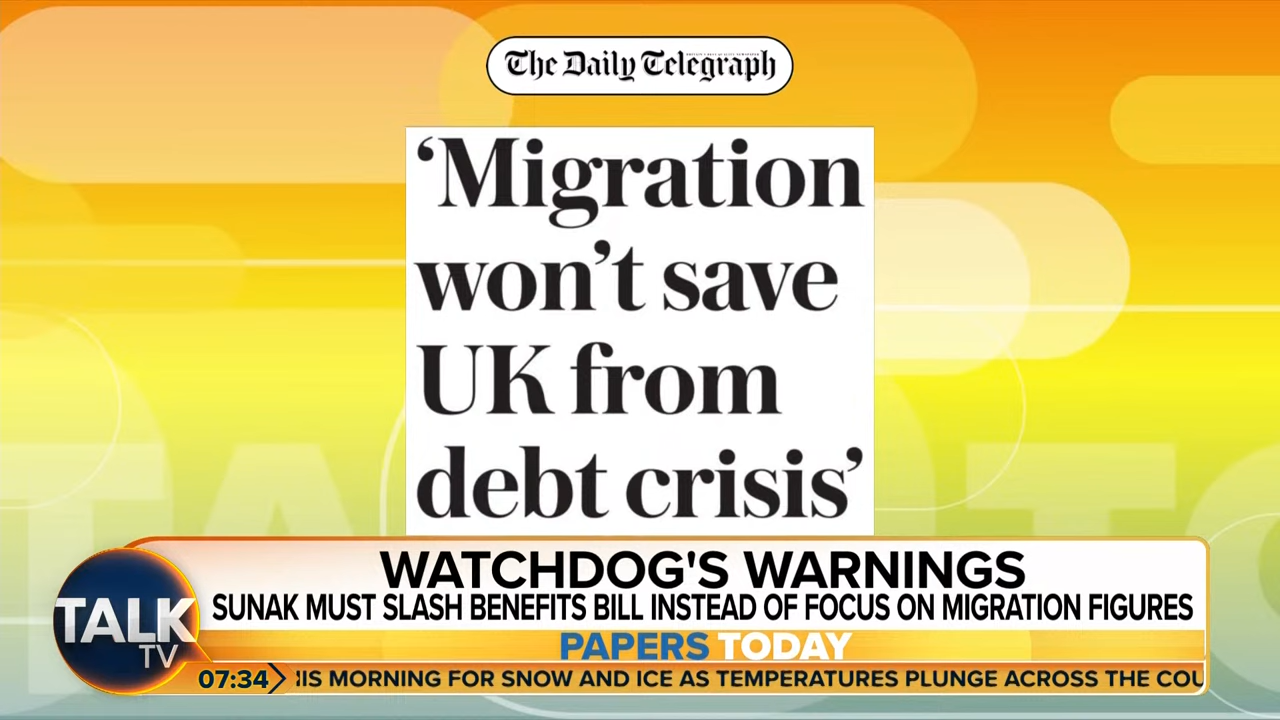 The Daily Telegraph
‘Migration
won’t save
UK from
debt crisis’
WATCHDOG'S WARNINGS
SUNAK MUST SLASH BENEFITS BILL INSTEAD OF FOCUS ON MIGRATION FIGURES
PAPERS TODAY
TALK
TV
07:34
IS MORNING FOR SNOW AND ICE AS TEMPERATURES PLUNGE ACROSS THE COU